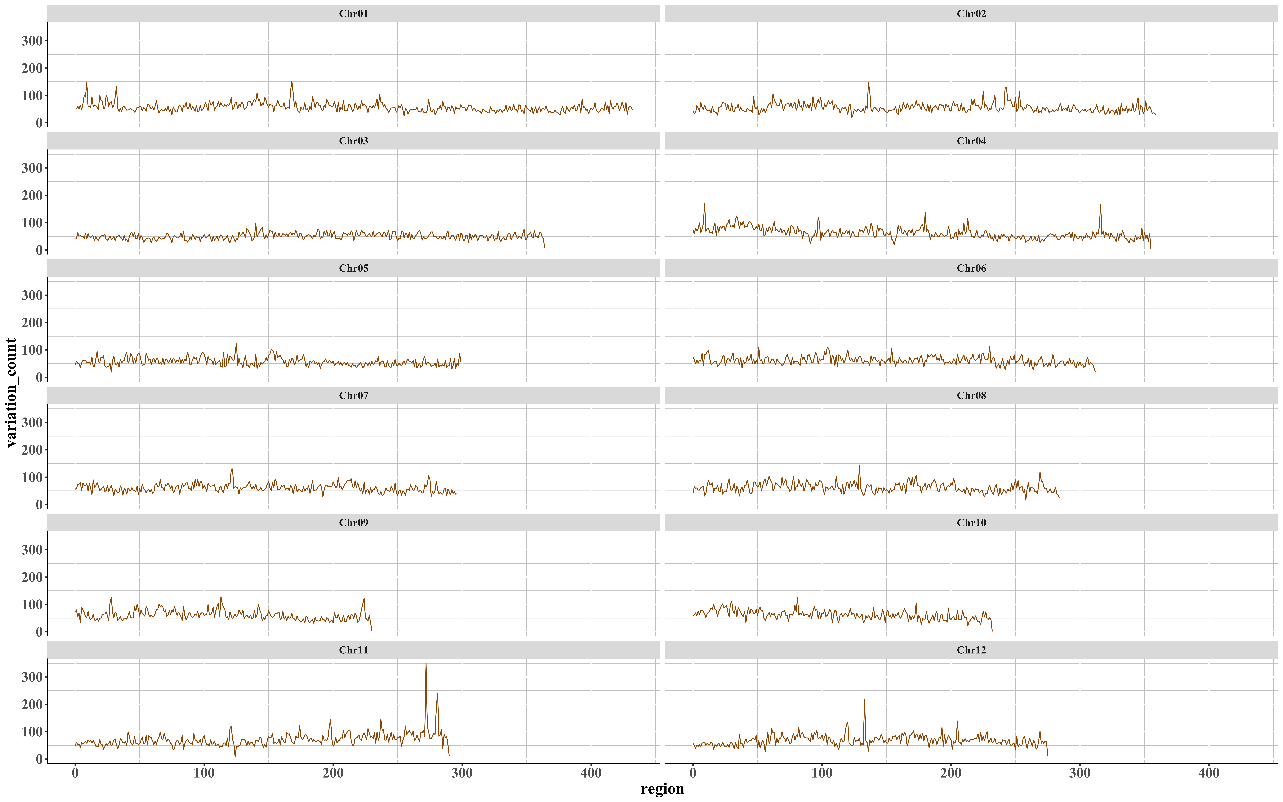 Chr01 Chr02
300
200
100
0
Chr03 Chr04
300
200
100
0
Chr05 Chr06
300
200
100
0
variation_count
Chr07 Chr08
300
200
100
0
Chr09 Chr10
300
200
100
0
Chr11 Chr12
300
200
100
0
0 100 200 300 400 0 100 200 300 400
region